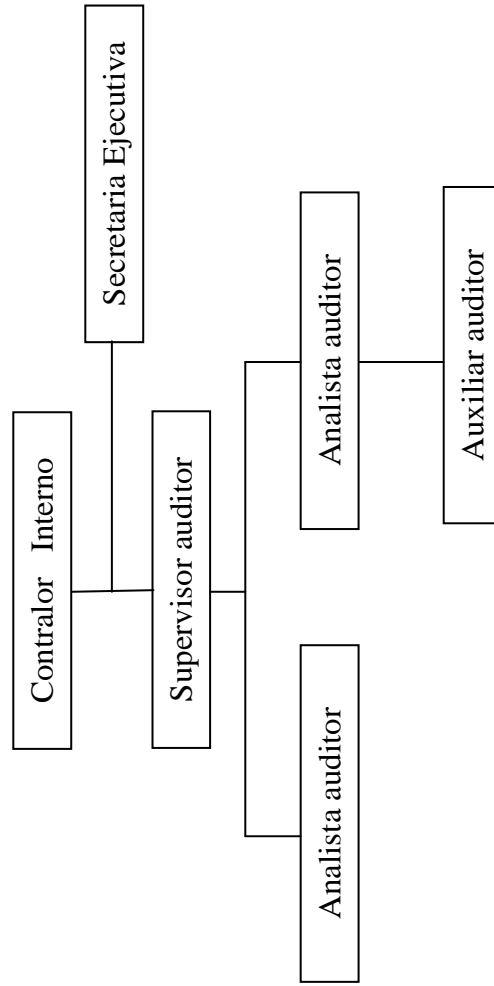 Contralor Interno
Secretaria Ejecutiva
Supervisor auditor
Analista auditor
Analista auditor
Auxiliar auditor